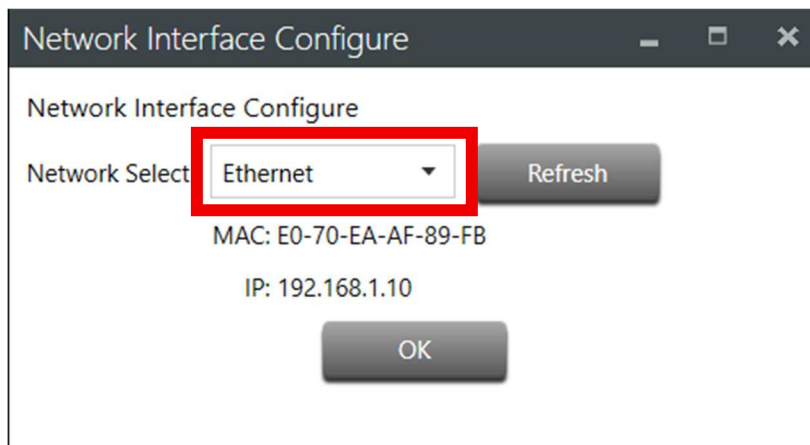 Network Interface Configure
Network Interface Configure
Network Select Ethernet Refresh
MAC: E0-70-EA-AF-89-FB
IP: 192.168.1.10
OK